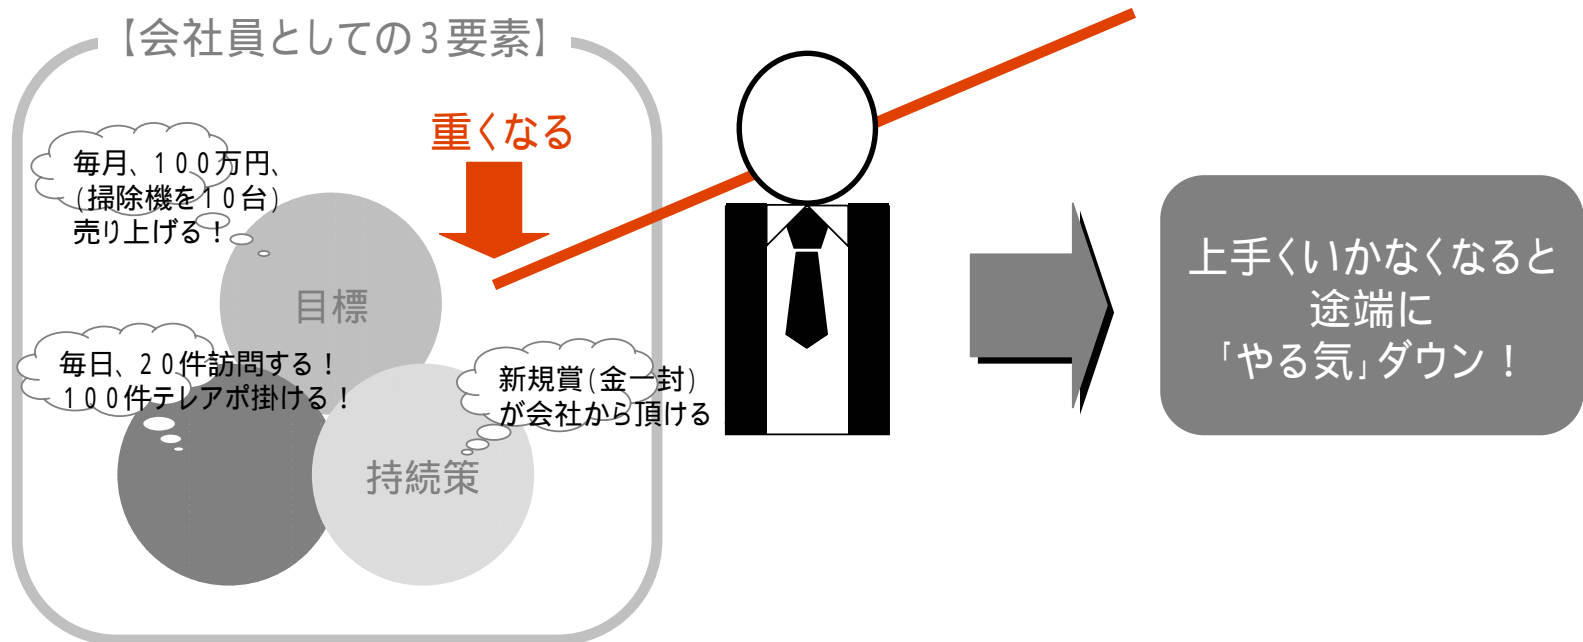 【会社員としての3要素】
重くなる
毎月、100万円、
(掃除機を10台)
売り上げる!
目標
毎日、20件訪問する!
100件テレアポ掛ける!
新規賞(金一封)
が会社から頂ける
持続策
上手くいかなくなると
途端に
「やる気」ダウン!